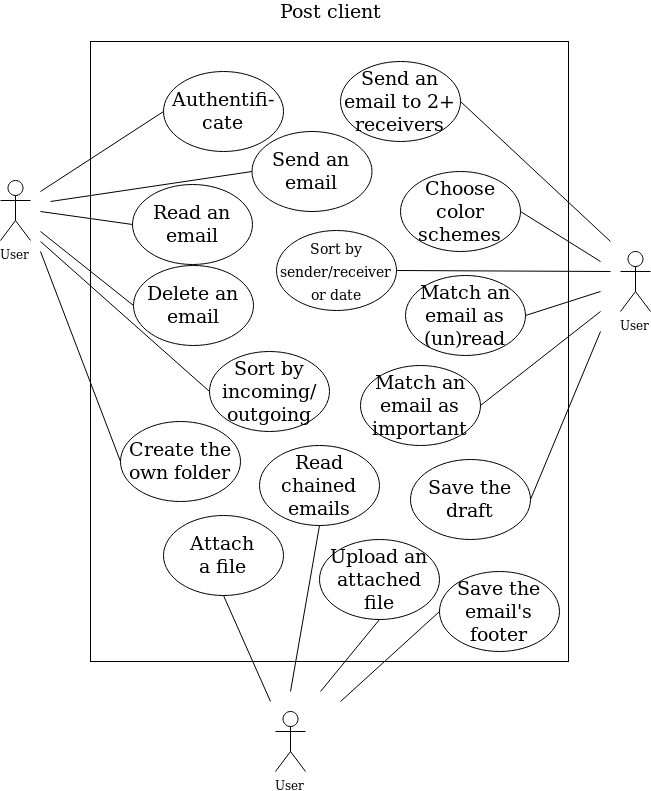 Post client
Authentifi-
cate
Send an
email to 2+
receivers
Send an
email
Read an
email
Choose
color
schemes
Sort by
sender/receiver
or date
User
User
Delete an
email
Match an
email as
(un)read
Sort by
incoming/
outgoing
Match an
email as
important
Create the
own folder
Read
chained
emails
Save the
draft
Attach
a file
Upload an
attached
file
Save the
email's
footer
User